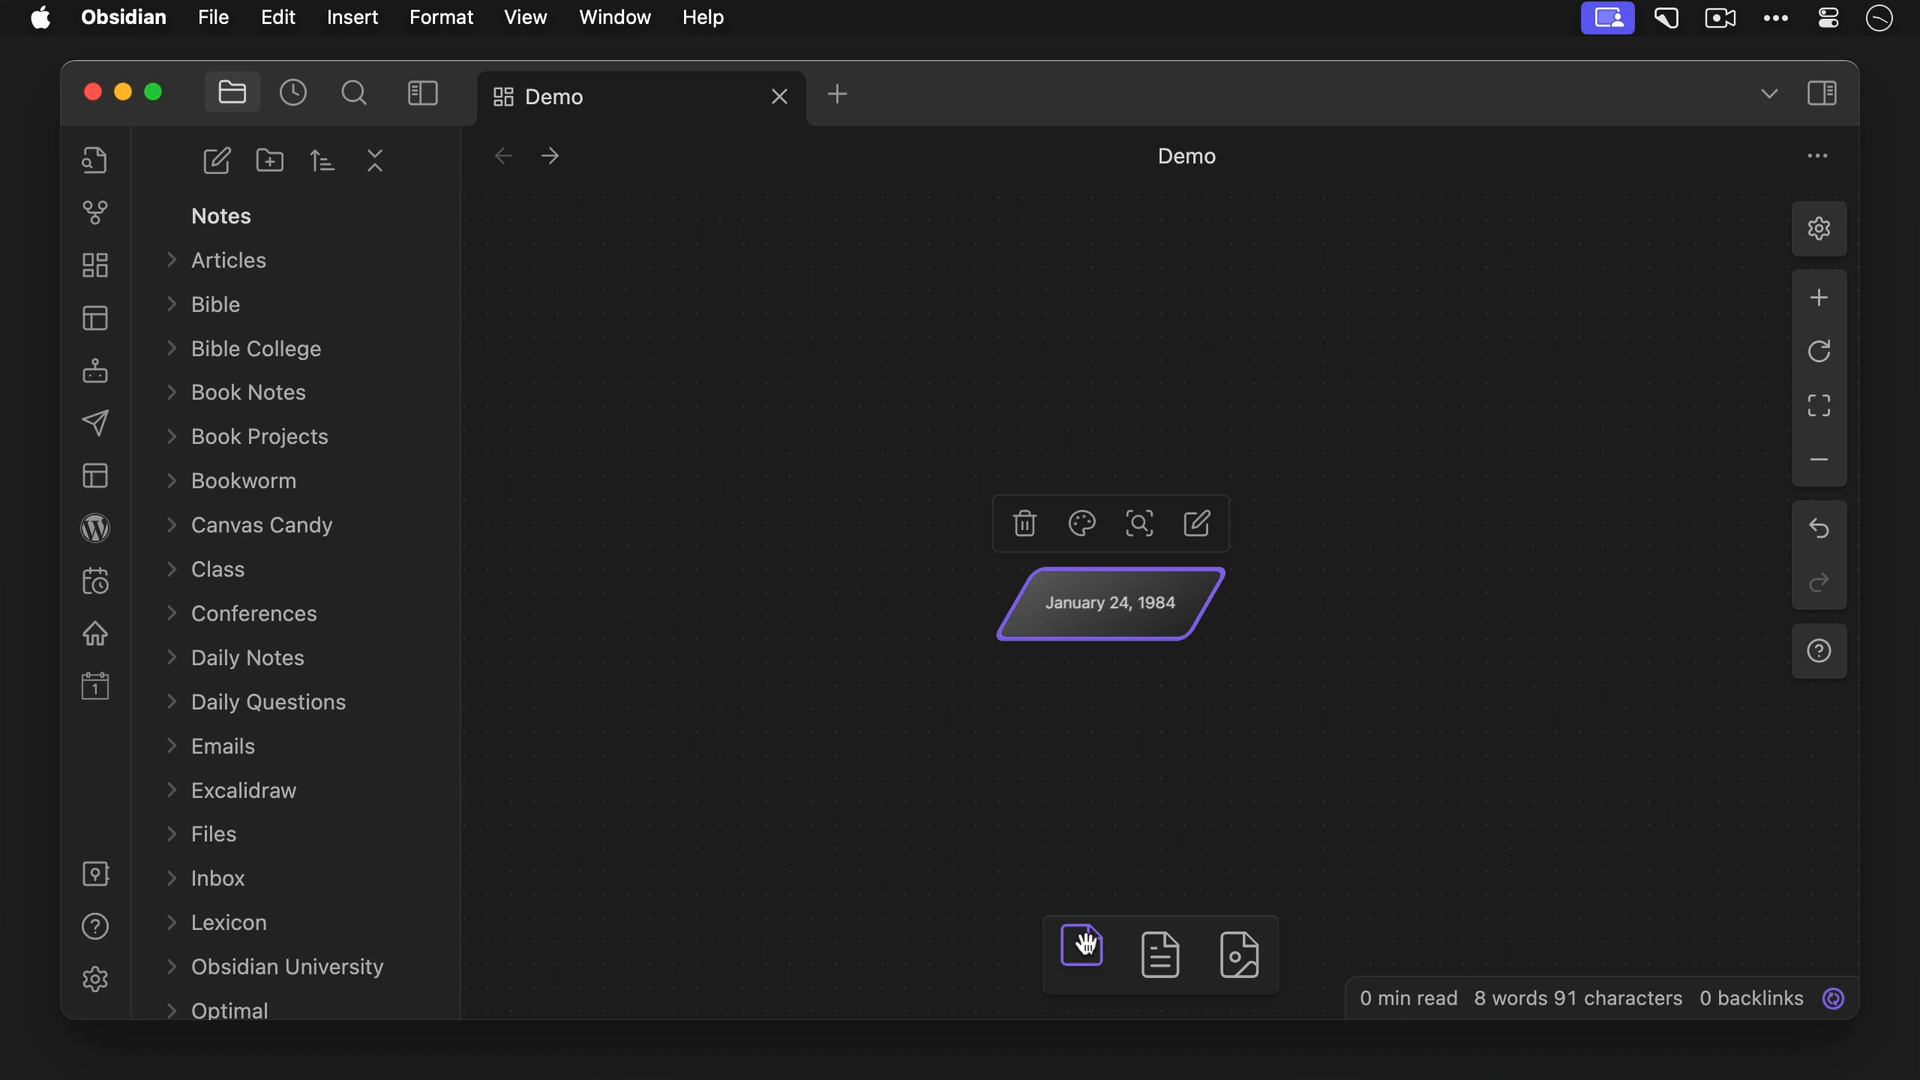 Obsidian File Edit Insert Format View Window Help
Demo
Demo
Notes
Articles
Bible
Bible College
Book Notes
Book Projects
Bookworm
Canvas Candy
Class
Conferences
Daily Notes
Daily Questions
Emails
Excalidraw
Files
Inbox
Lexicon
Obsidian University
Optimal
1
January 24, 1984
0 min read 8 words 91 characters 0 backlinks